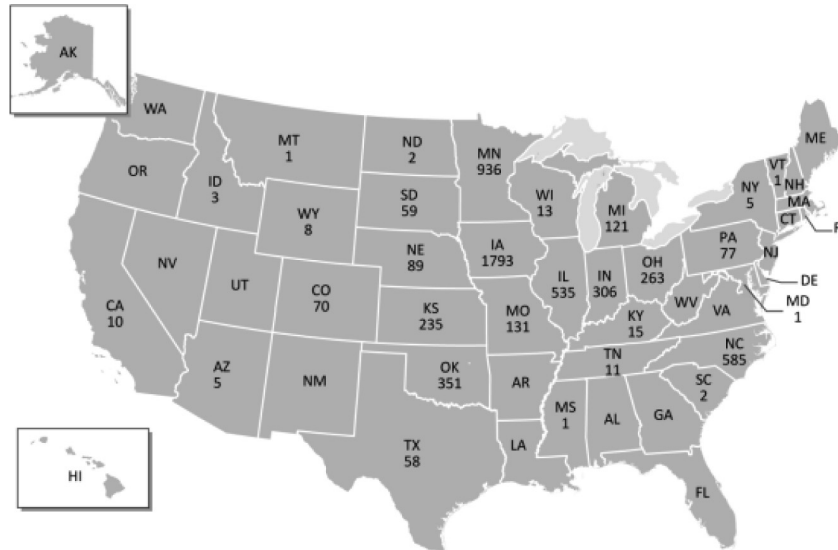 AK
WA
MT
1
ND
2
MN
936
ME
OR
ID
3
SD
59
WI
13
MI
121
NY
5
VT
1
NH
MA
CT
R
WY
8
NE
89
IA
1793
PA
77
NJ
NV
UT
CO
70
IL
535
IN
306
OH
263
DE
MD
1
CA
10
KS
235
MO
131
WV
VA
KY
15
AZ
5
NM
OK
351
AR
TN
11
NC
585
SC
2
MS
1
AL
GA
TX
58
LA
HI
FL